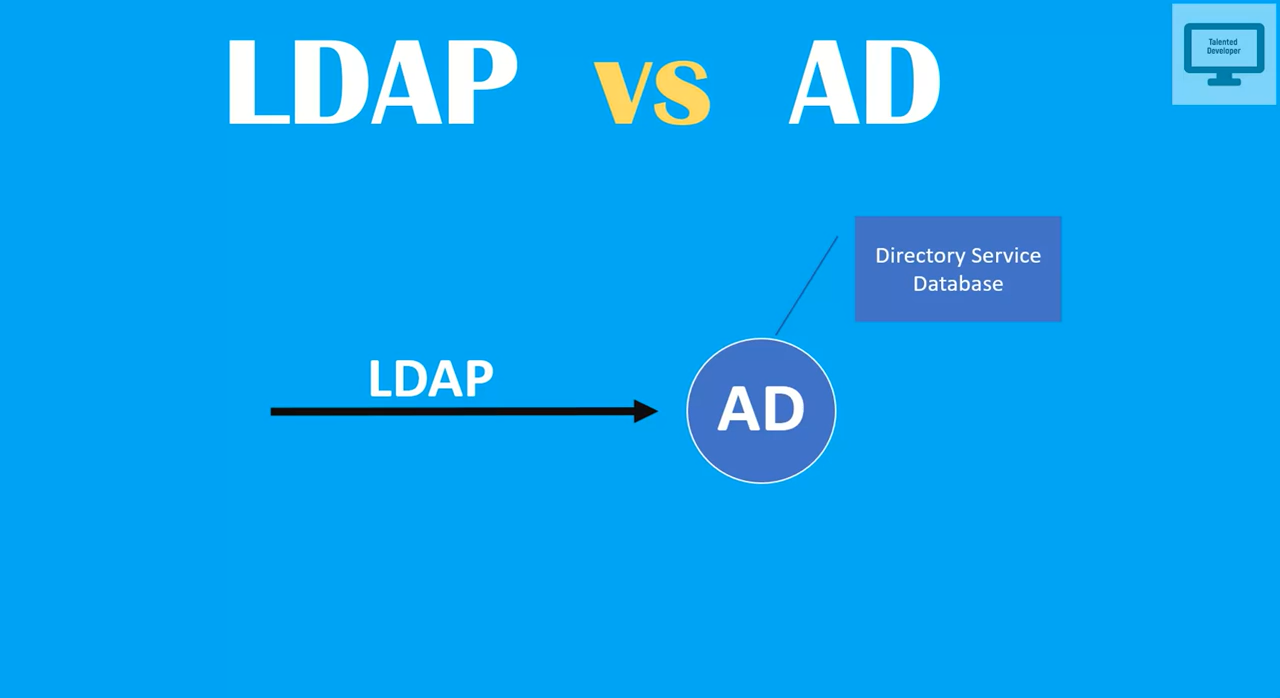 LDAP vs AD
Talented
Developer
Directory Service
Database
LDAP
AD